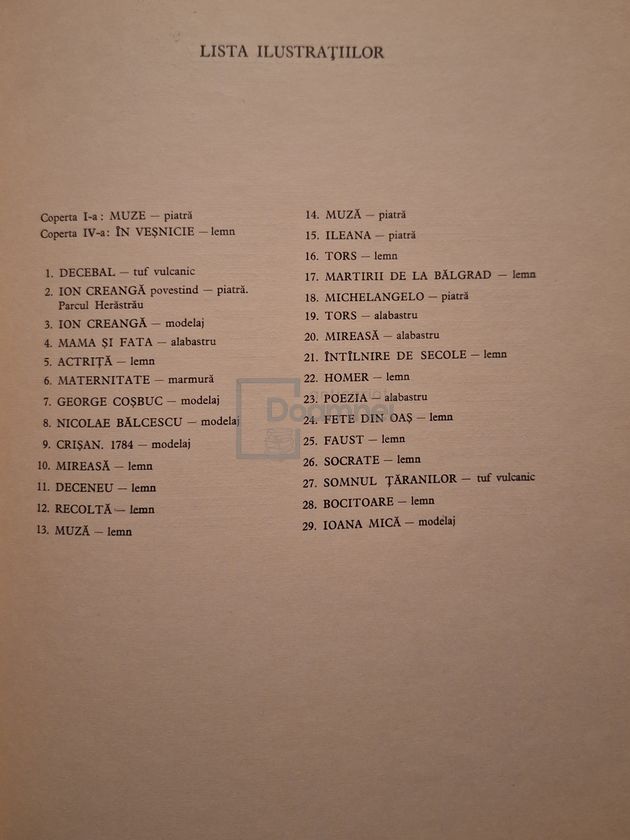 LISTA ILUSTRAȚIILOR
Coperta I-a: MUZE — piatră
Coperta IV-a: ÎN VEȘNICIE — lemn
1. DECEBAL — tuf vulcanic
2. ION CREANGĂ povestind — piatră.
Parcul Herăstrău
3. ION CREANGĂ — modelaj
4. MAMA ȘI FATA — alabastru
5. ACTRIȚĂ — lemn
6. MATERNITATE — marmură
7. GEORGE COȘBUC — modelaj
8. NICOLAE BĂLCESCU — modelaj
9. CRIȘAN. 1784 — modelaj
10. MIREASĂ — lemn
11. DECENEU — lemn
12. RECOLTĂ — lemn
13. MUZĂ — lemn
14. MUZĂ — piatră
15. ILEANA — piatră
16. TORS — lemn
17. MARTIRII DE LA BĂLGRAD — lemn
18. MICHELANGELO — piatră
19. TORS — alabastru
20. MIREASĂ — alabastru
21. ÎNTÎLNIRE DE SECOLE — lemn
22. HOMER — lemn
23. POEZIA — alabastru
24. FETE DIN OAȘ — lemn
25. FAUST — lemn
26. SOCRATE — lemn
27. SOMNUL ȚĂRANILOR — tuf vulcanic
28. BOCITOARE — lemn
29. IOANA MICĂ — modelaj